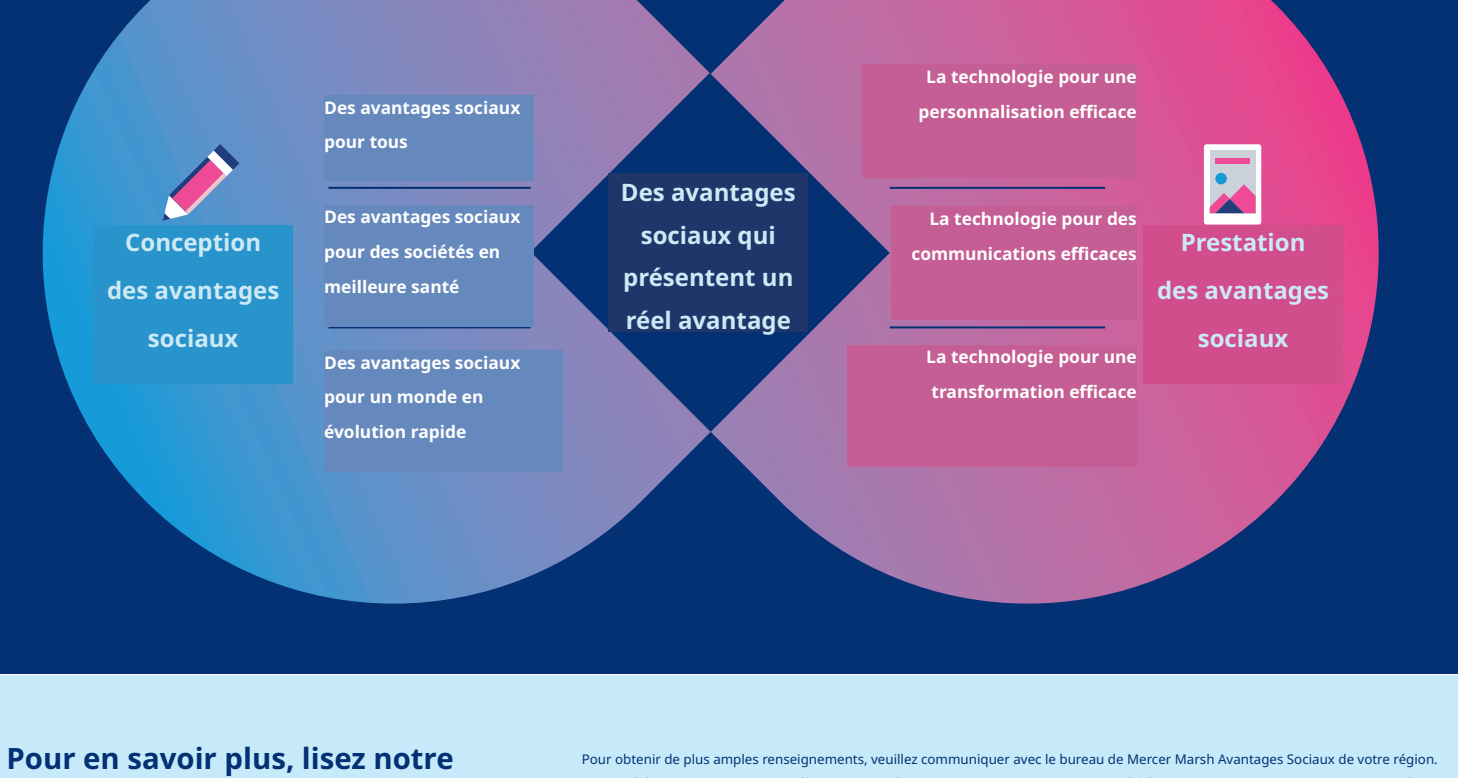 Conception
des avantages
sociaux
Des avantages sociaux
pour tous
Des avantages sociaux
pour des sociétés en
meilleure santé
Des avantages sociaux
pour un monde en
évolution rapide
Des avantages
sociaux qui
présentent un
réel avantage
La technologie pour une
personnalisation efficace
La technologie pour des
communications efficaces
La technologie pour une
transformation efficace
Prestation
des avantages
sociaux
Pour en savoir plus, lisez notre
Pour obtenir de plus amples renseignements, veuillez communiquer avec le bureau de Mercer Marsh Avantages Sociaux de votre région.